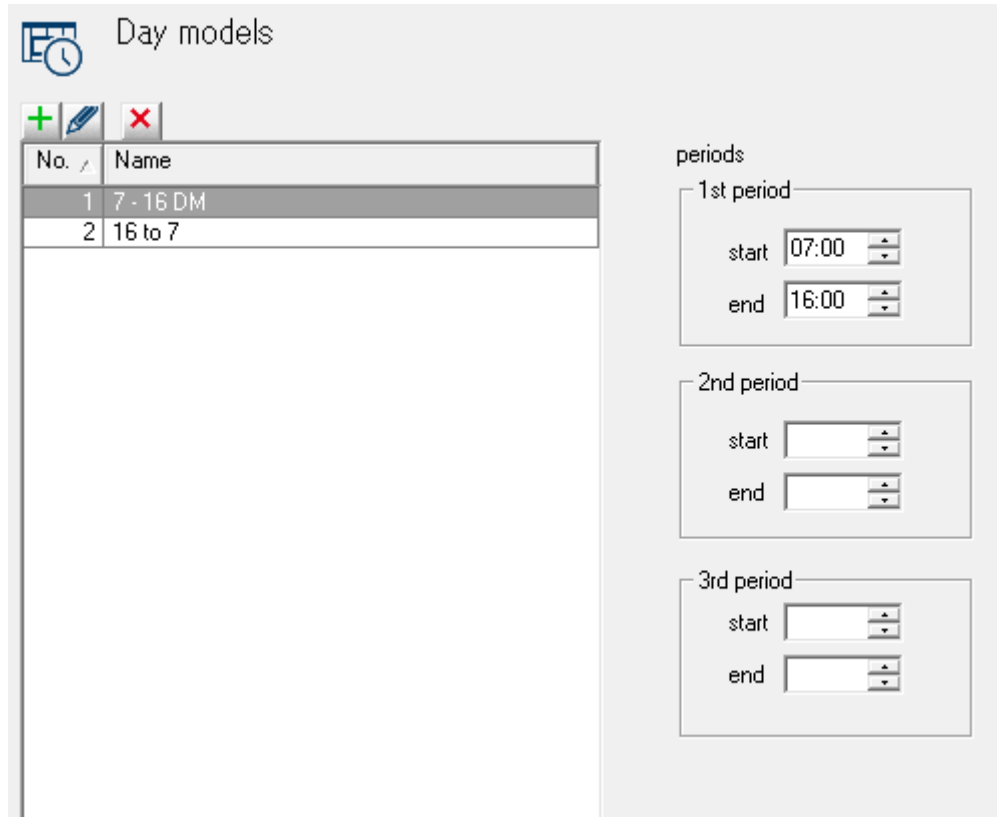 Day models
No. Name
1 7 - 16 DM
2 16 to 7
periods
1st period
start 07:00
end 16:00
2nd period
start
end
3rd period
start
end